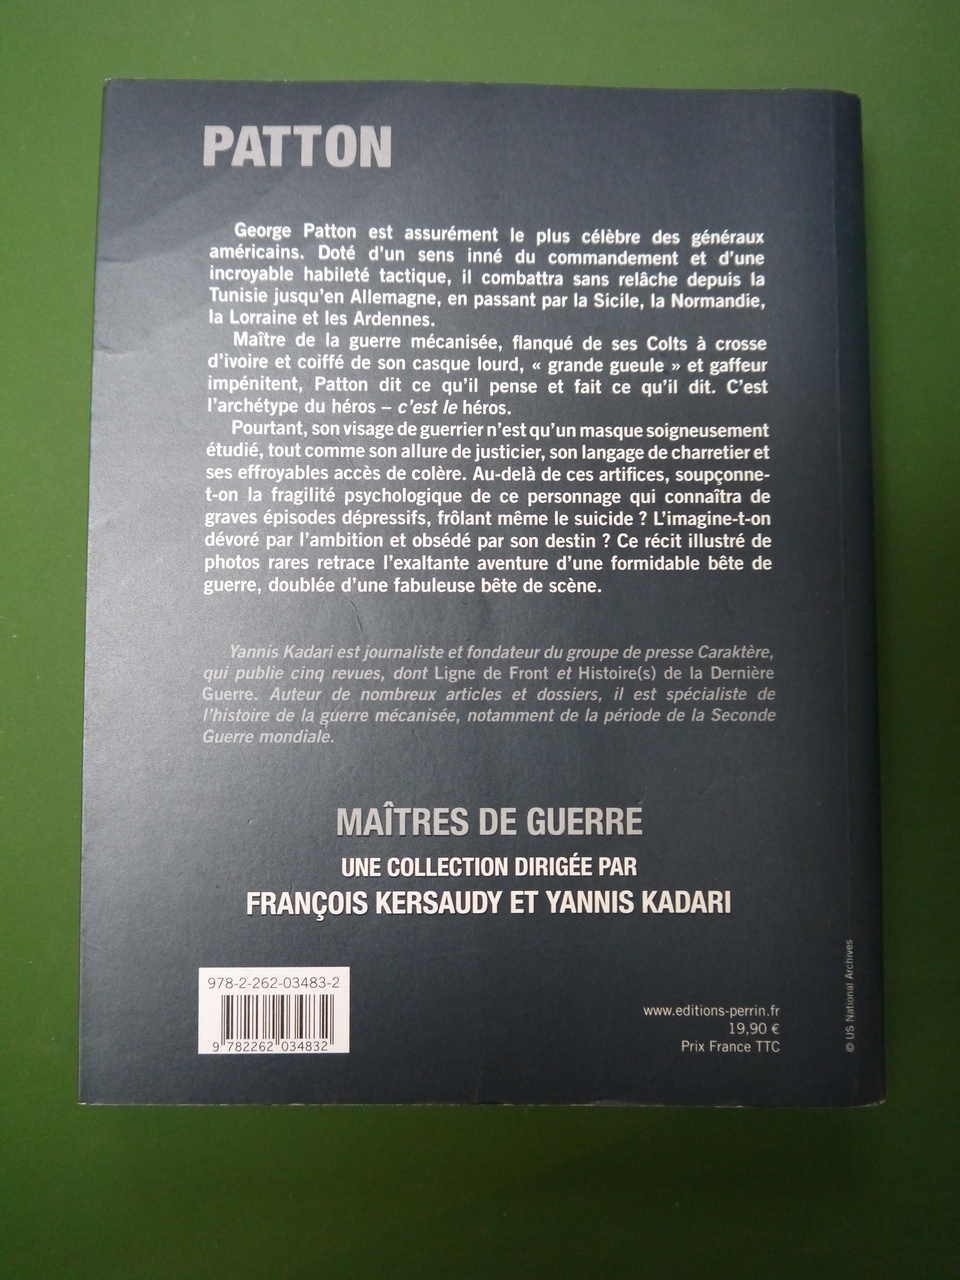 PATTON
George Patton est assurément le plus célèbre des généraux
américains. Doté d'un sens inné du commandement et d'une
incroyable habileté tactique, il combattra sans relâche depuis la
Tunisie jusqu'en Allemagne, en passant par la Sicile, la Normandie,
la Lorraine et les Ardennes.
Maître de la guerre mécanisée, flanqué de ses Colts à crosse
d'ivoire et coiffé de son casque lourd, « grande gueule » et gaffeur
impénitent, Patton dit ce qu'il pense et fait ce qu'il dit. C'est
l'archétype du héros – c'est le héros.
Pourtant, son visage de guerrier n'est qu'un masque soigneusement
étudié, tout comme son allure de justicier, son langage de charretier et
ses effroyables accès de colère. Au-delà de ces artifices, soupçonne-
t-on la fragilité psychologique de ce personnage qui connaîtra de
graves épisodes dépressifs, frôlant même le suicide ? L'imagine-t-on
dévoré par l'ambition et obsédé par son destin ? Ce récit illustré de
photos rares retrace l'exaltante aventure d'une formidable bête de
guerre, doublée d'une fabuleuse bête de scène.
Yannis Kadari est journaliste et fondateur du groupe de presse Caraktère,
qui publie cinq revues, dont Ligne de Front et Histoire(s) de la Dernière
Guerre. Auteur de nombreux articles et dossiers, il est spécialiste de
l'histoire de la guerre mécanisée, notamment de la période de la Seconde
Guerre mondiale.
MAÎTRES DE GUERRE
UNE COLLECTION DIRIGÉE PAR
FRANÇOIS KERSAUDY ET YANNIS KADARI
978-2-262-03483-2
9 782262 034832
www.editions-perrin.fr
19,90 €
Prix France TTC
© US National Archives